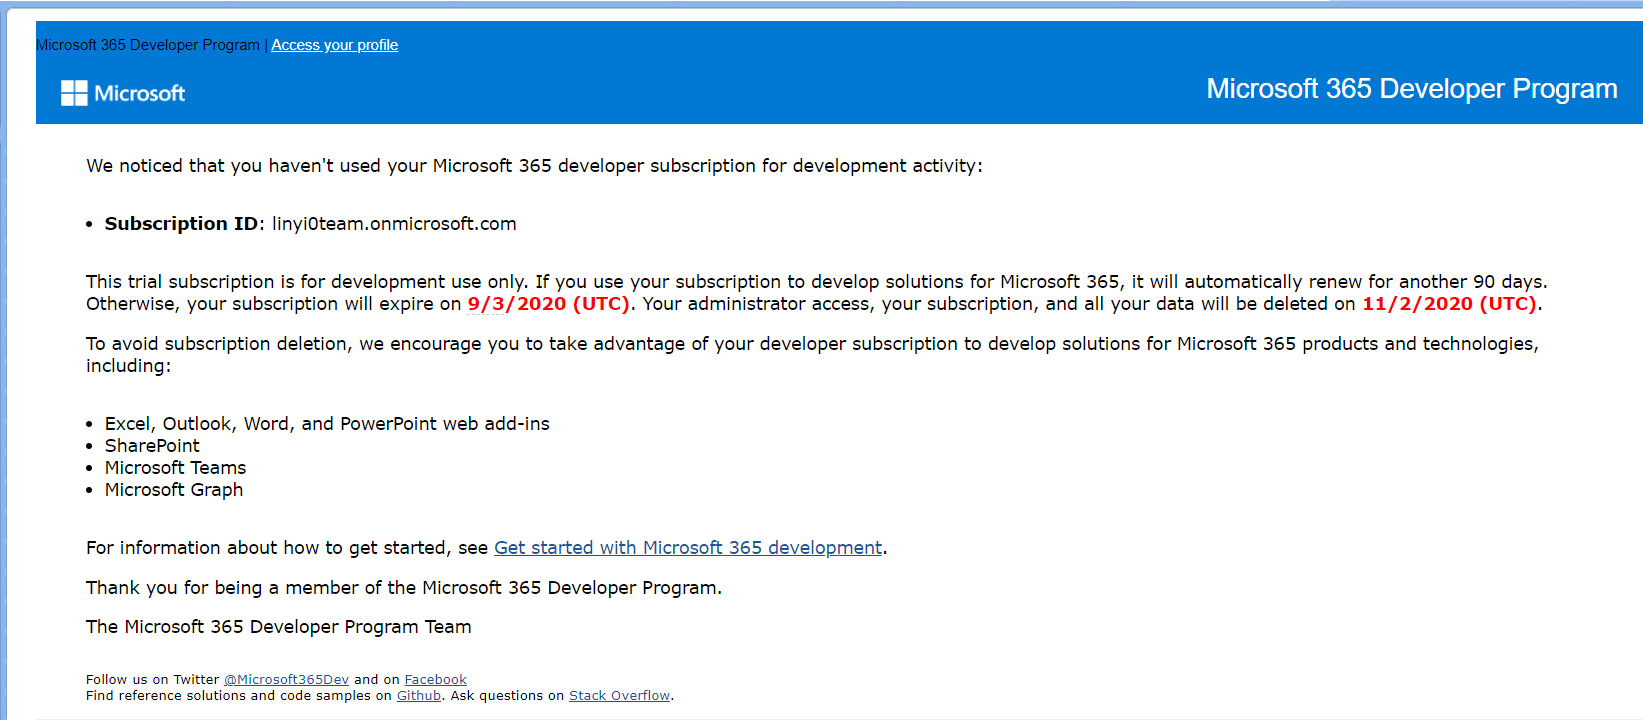 Microsoft 365 Developer Program | Access your profile
Microsoft
Microsoft 365 Developer Program
We noticed that you haven't used your Microsoft 365 developer subscription for development activity:
• Subscription ID: linyi0team.onmicrosoft.com
This trial subscription is for development use only. If you use your subscription to develop solutions for Microsoft 365, it will automatically renew for another 90 days.
Otherwise, your subscription will expire on 9/3/2020 (UTC). Your administrator access, your subscription, and all your data will be deleted on 11/2/2020 (UTC).
To avoid subscription deletion, we encourage you to take advantage of your developer subscription to develop solutions for Microsoft 365 products and technologies,
including:
• Excel, Outlook, Word, and PowerPoint web add-ins
• SharePoint
• Microsoft Teams
• Microsoft Graph
For information about how to get started, see Get started with Microsoft 365 development.
Thank you for being a member of the Microsoft 365 Developer Program.
The Microsoft 365 Developer Program Team
Follow us on Twitter @Microsoft365Dev and on Facebook
Find reference solutions and code samples on Github. Ask questions on Stack Overflow.